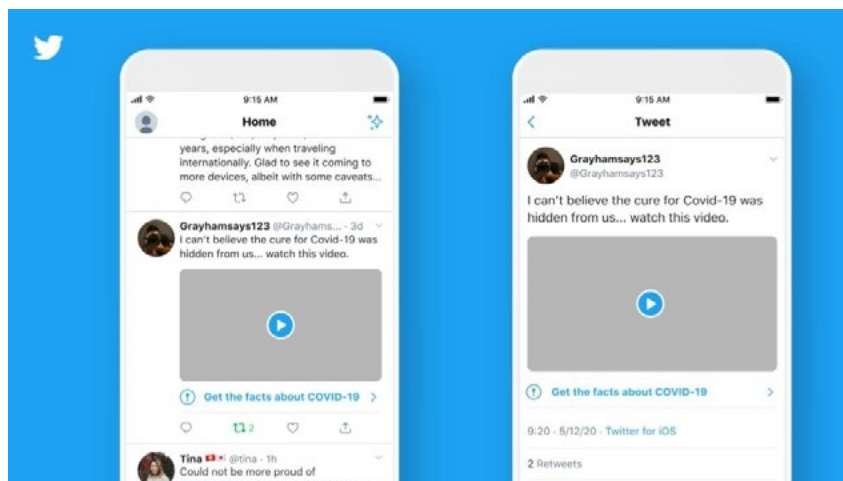 9:15 AM
Home
years, especially when traveling
internationally. Glad to see it coming to
more devices, albeit with some caveats...
Grayhamsays123 @Grayhams... · 3d
I can't believe the cure for Covid-19 was
hidden from us... watch this video.
Get the facts about COVID-19
2
Tina @tina · 1h
Could not be more proud of
9:15 AM
Tweet
Grayhamsays123
@Grayhamsays123
I can't believe the cure for Covid-19 was
hidden from us... watch this video.
Get the facts about COVID-19
9:20 · 5/12/20 · Twitter for iOS
2 Retweets